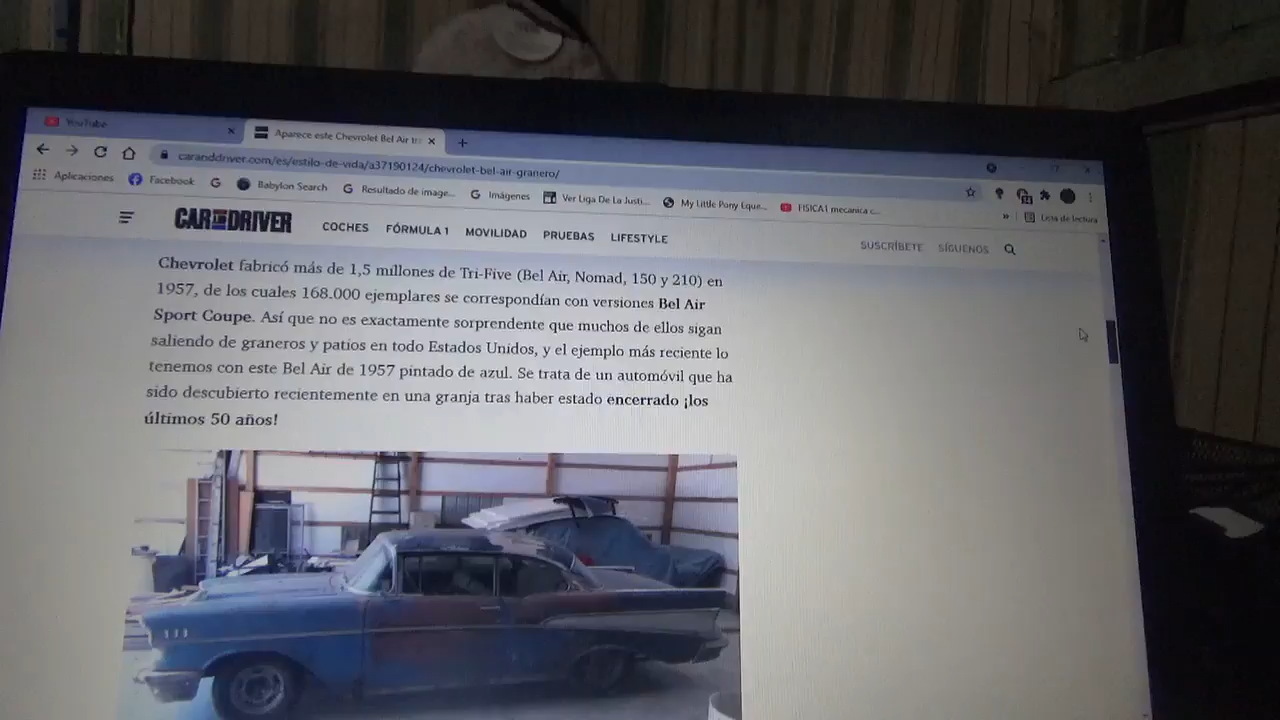 YouTube
Aparece este Chevrolet Bel Air
caranddriver.com/es/estilo-de-vida/a37190124/chevrolet-bel-air-granero/
Aplicaciones Facebook Babylon Search Resultado de image... Imágenes Ver Liga De La Justi... My Little Pony Eque... FISICA1 mecanica c... » Lista de lectura
CAR AND DRIVER COCHES FÓRMULA 1 MOVILIDAD PRUEBAS LIFESTYLE SUSCRÍBETE SÍGUENOS
Chevrolet fabricó más de 1,5 millones de Tri-Five (Bel Air, Nomad, 150 y 210) en
1957, de los cuales 168.000 ejemplares se correspondían con versiones Bel Air
Sport Coupe. Así que no es exactamente sorprendente que muchos de ellos sigan
saliendo de graneros y patios en todo Estados Unidos, y el ejemplo más reciente lo
tenemos con este Bel Air de 1957 pintado de azul. Se trata de un automóvil que ha
sido descubierto recientemente en una granja tras haber estado encerrado ¡los
últimos 50 años!